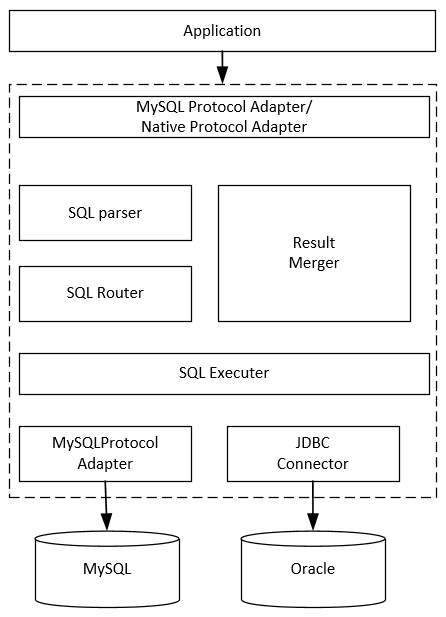 Application
MySQL Protocol Adapter/
Native Protocol Adapter
SQL parser
Result
Merger
SQL Router
SQL Executer
MySQLProtocol
Adapter
JDBC
Connector
MySQL
Oracle